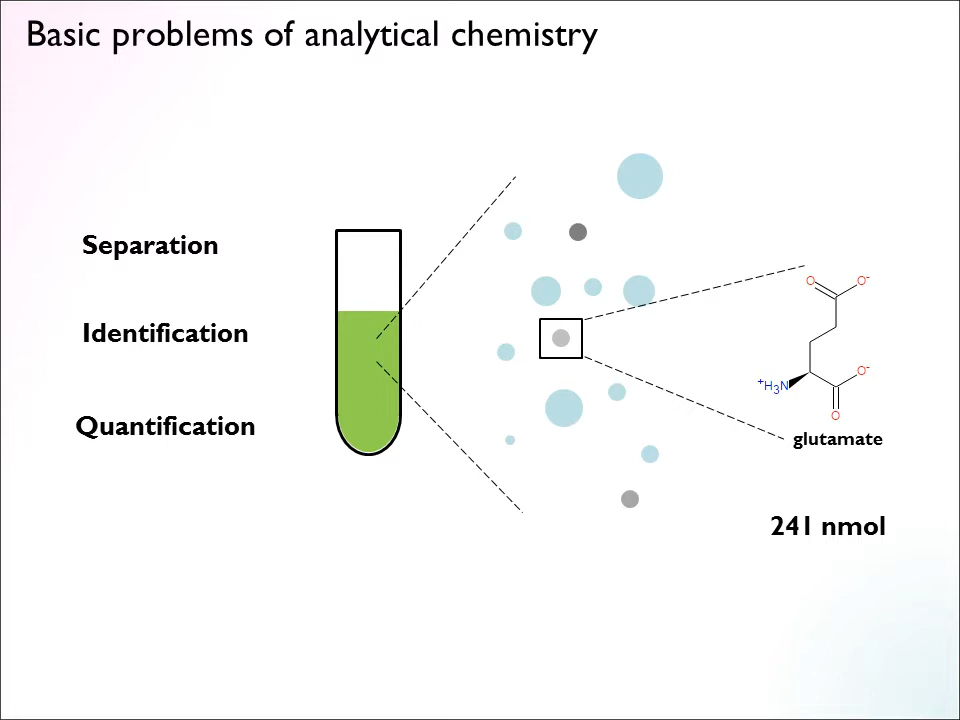 Basic problems of analytical chemistry
Separation
Identification
Quantification
O
O-
O-
+H3N
O
glutamate
241 nmol